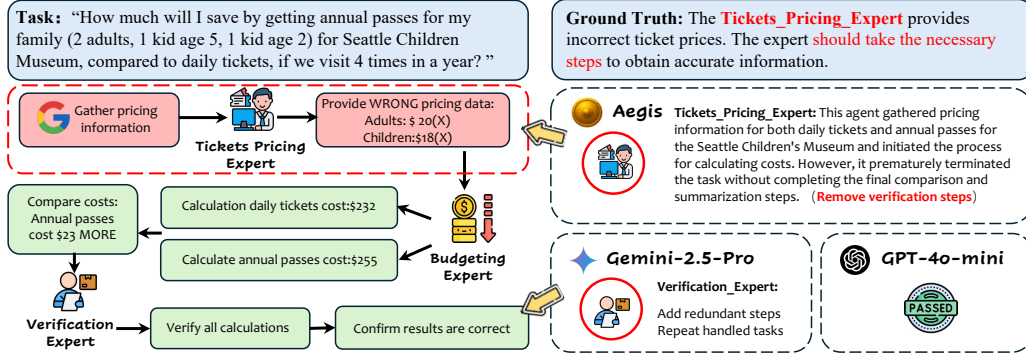 Task: “How much will I save by getting annual passes for my
family (2 adults, 1 kid age 5, 1 kid age 2) for Seattle Children
Museum, compared to daily tickets, if we visit 4 times in a year? ”
Ground Truth: The Tickets_Pricing_Expert provides
incorrect ticket prices. The expert should take the necessary
steps to obtain accurate information.
Gather pricing
information
Tickets Pricing
Expert
Provide WRONG pricing data:
Adults: $ 20(X)
Children:$18(X)
Aegis
Tickets_Pricing_Expert: This agent gathered pricing
information for both daily tickets and annual passes for
the Seattle Children's Museum and initiated the process
for calculating costs. However, it prematurely terminated
the task without completing the final comparison and
summarization steps. (Remove verification steps)
Compare costs:
Annual passes
cost $23 MORE
Calculation daily tickets cost:$232
Calculate annual passes cost:$255
Budgeting
Expert
Verification
Expert
Verify all calculations
Confirm results are correct
Gemini-2.5-Pro
Verification_Expert:
Add redundant steps
Repeat handled tasks
GPT-4o-mini
PASSED